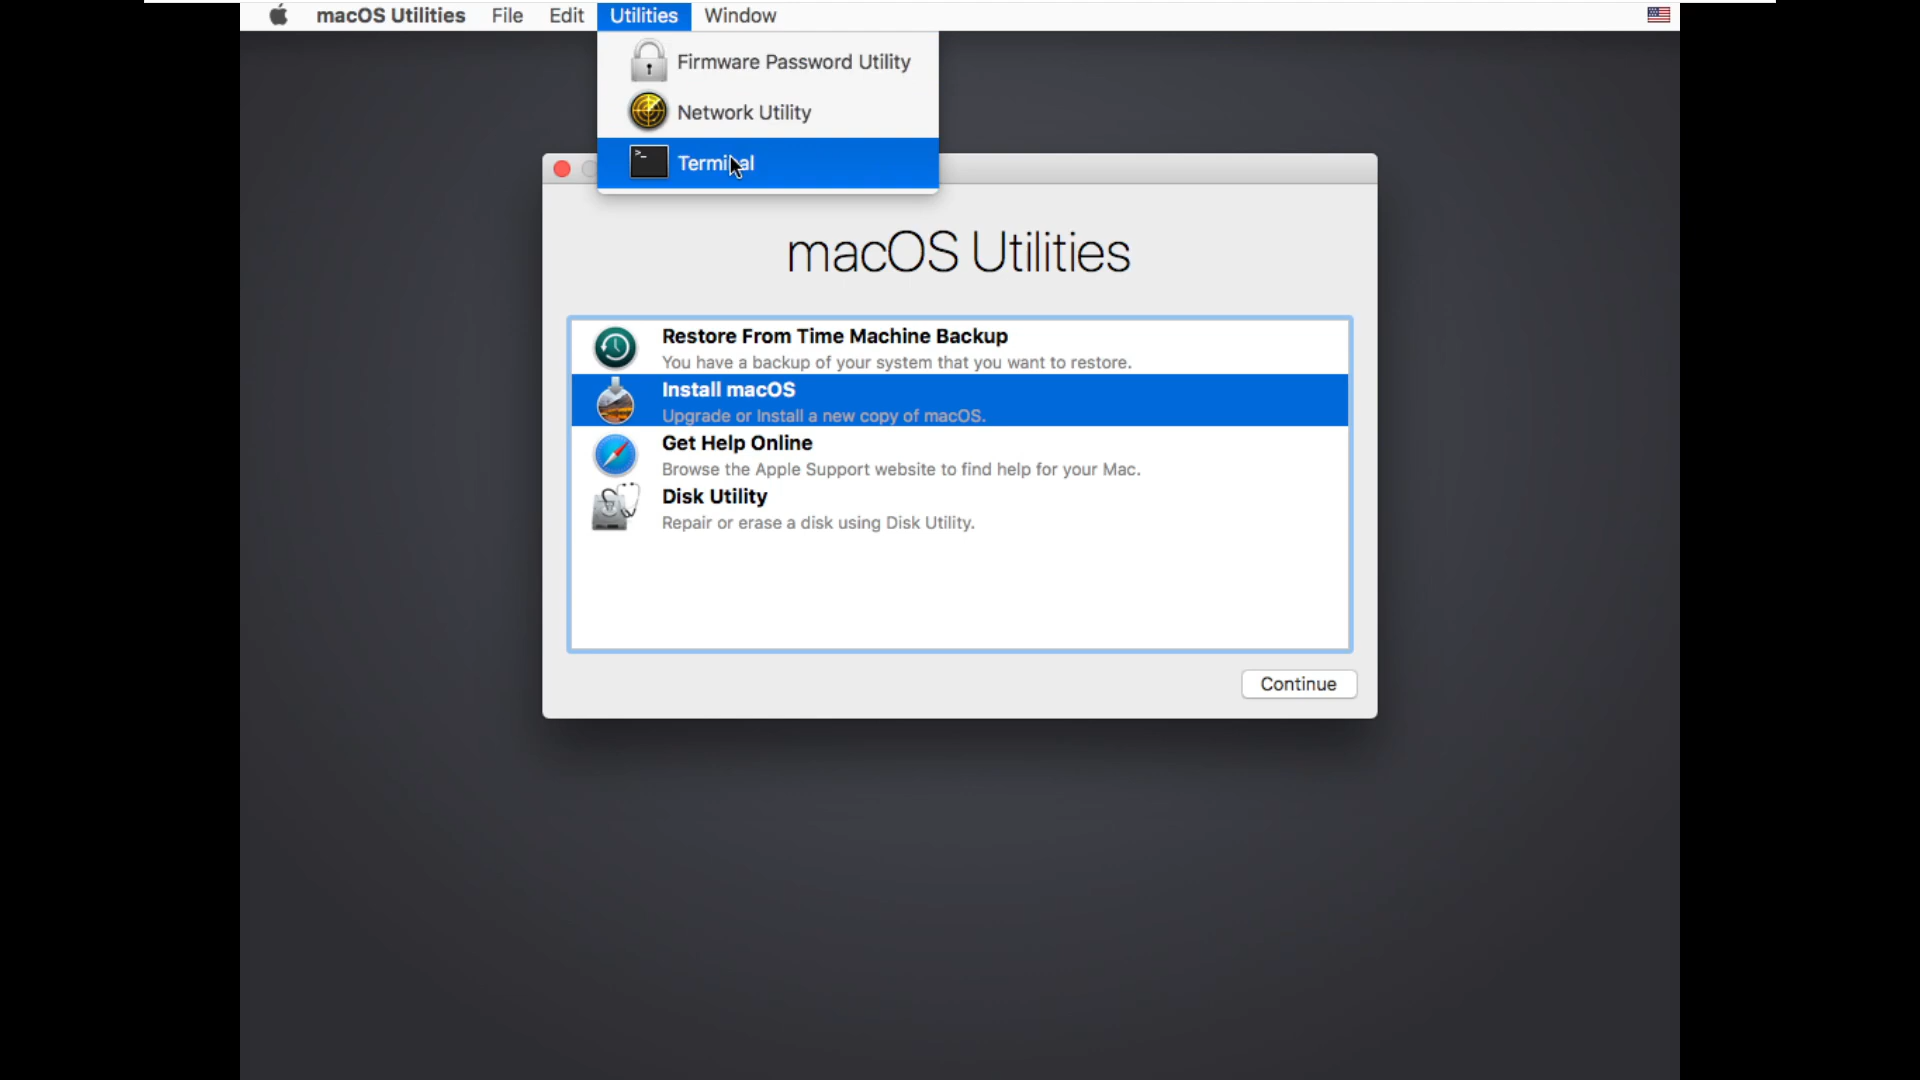 macOS Utilities File Edit Utilities Window
Firmware Password Utility
Network Utility
>_
Terminal
macOS Utilities
Restore From Time Machine Backup
You have a backup of your system that you want to restore.
Install macOS
Upgrade or Install a new copy of macOS.
Get Help Online
Browse the Apple Support website to find help for your Mac.
Disk Utility
Repair or erase a disk using Disk Utility.
Continue